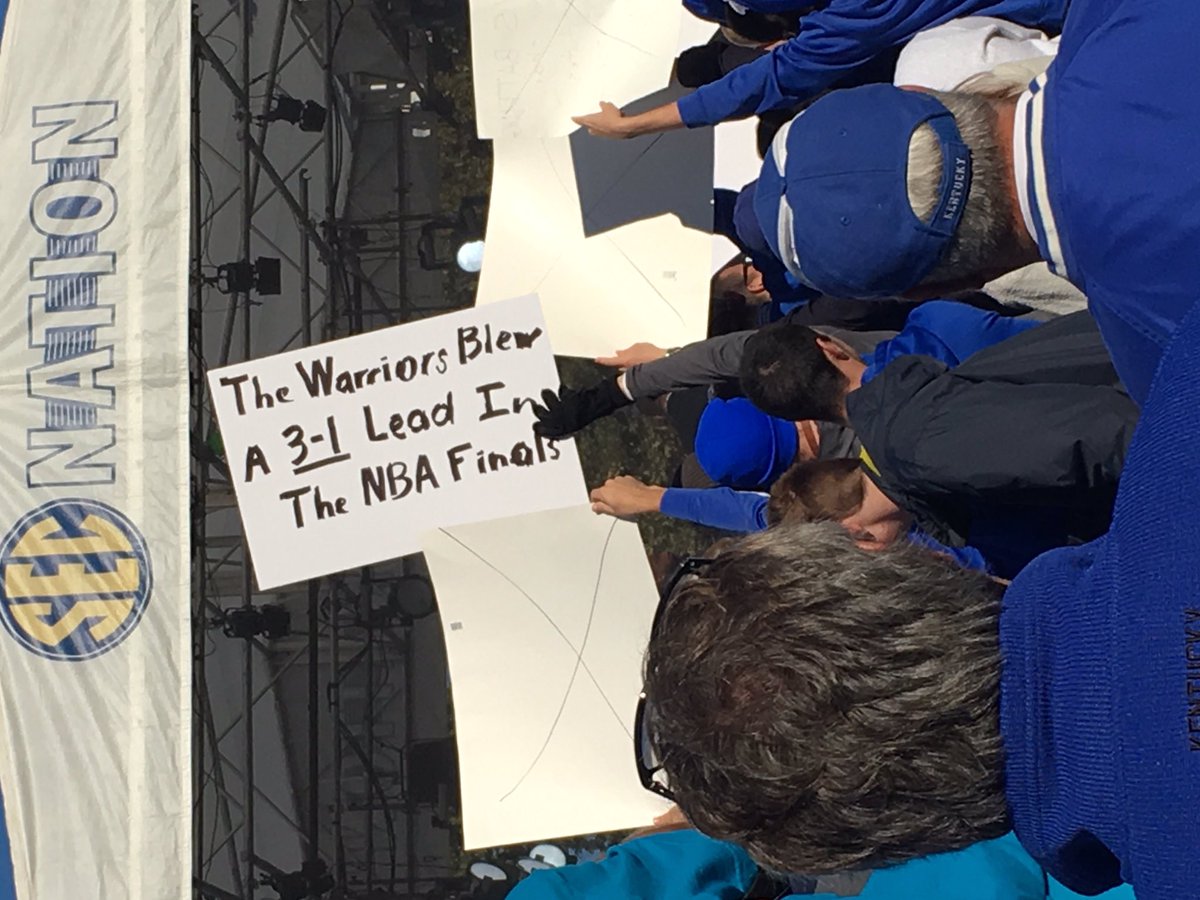 The Warriors Blew
A 3-1 Lead In
The NBA Finals
SEC NATION
KENTUCKY
KENTUCKY